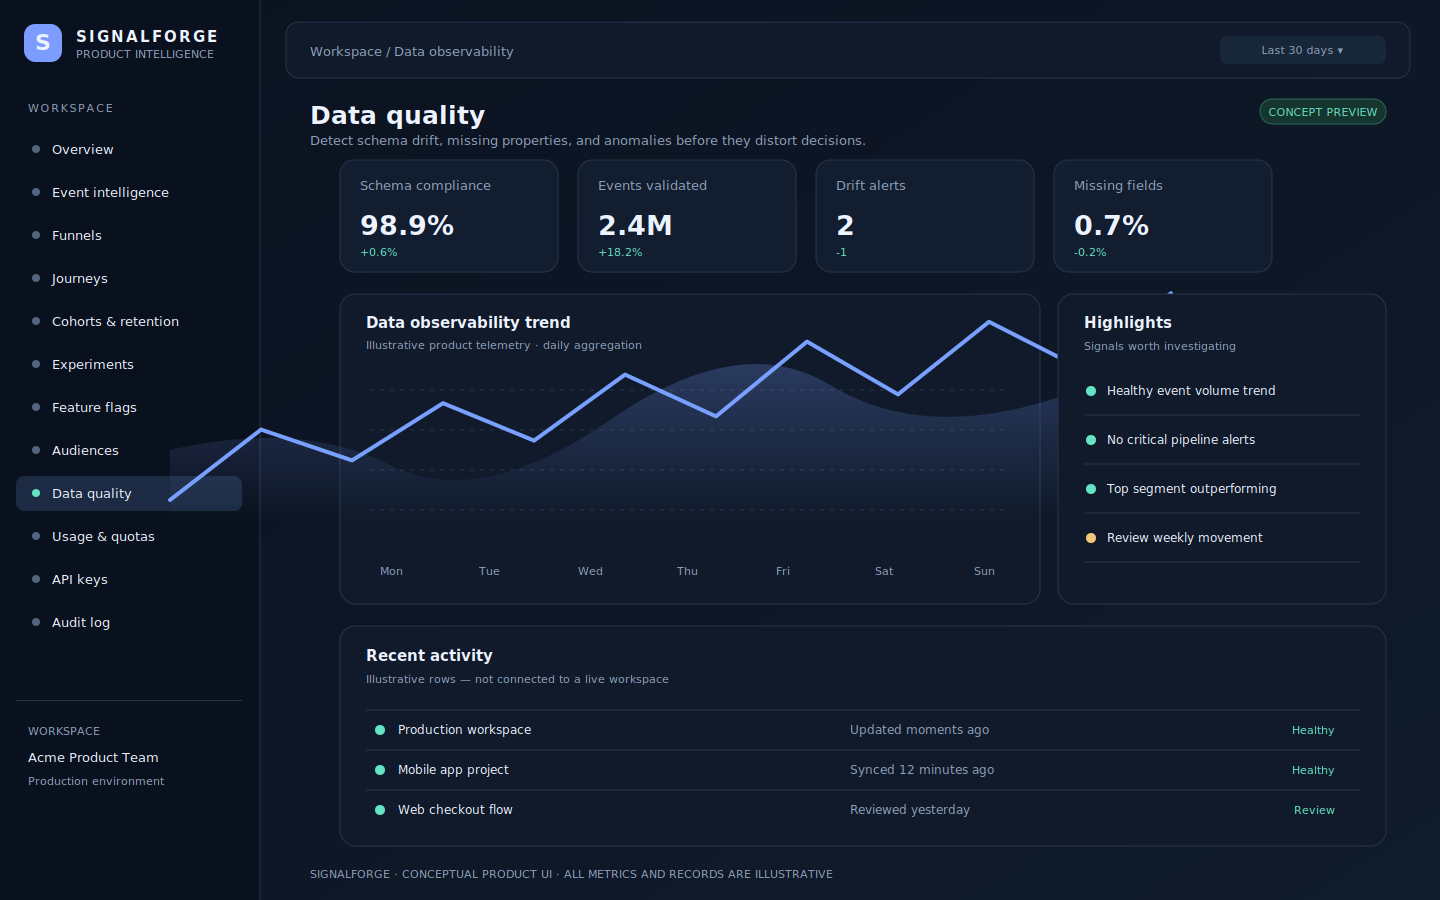 S
SIGNALFORGE
PRODUCT INTELLIGENCE
WORKSPACE
Overview
Event intelligence
Funnels
Journeys
Cohorts & retention
Experiments
Feature flags
Audiences
Data quality
Usage & quotas
API keys
Audit log
WORKSPACE
Acme Product Team
Production environment
Workspace / Data observability
Last 30 days ▾
Data quality
CONCEPT PREVIEW
Detect schema drift, missing properties, and anomalies before they distort decisions.
Schema compliance
98.9%
+0.6%
Events validated
2.4M
+18.2%
Drift alerts
2
-1
Missing fields
0.7%
-0.2%
Data observability trend
Illustrative product telemetry · daily aggregation
Mon Tue Wed Thu Fri Sat Sun
Highlights
Signals worth investigating
Healthy event volume trend
No critical pipeline alerts
Top segment outperforming
Review weekly movement
Recent activity
Illustrative rows — not connected to a live workspace
Production workspace Updated moments ago Healthy
Mobile app project Synced 12 minutes ago Healthy
Web checkout flow Reviewed yesterday Review
SIGNALFORGE · CONCEPTUAL PRODUCT UI · ALL METRICS AND RECORDS ARE ILLUSTRATIVE